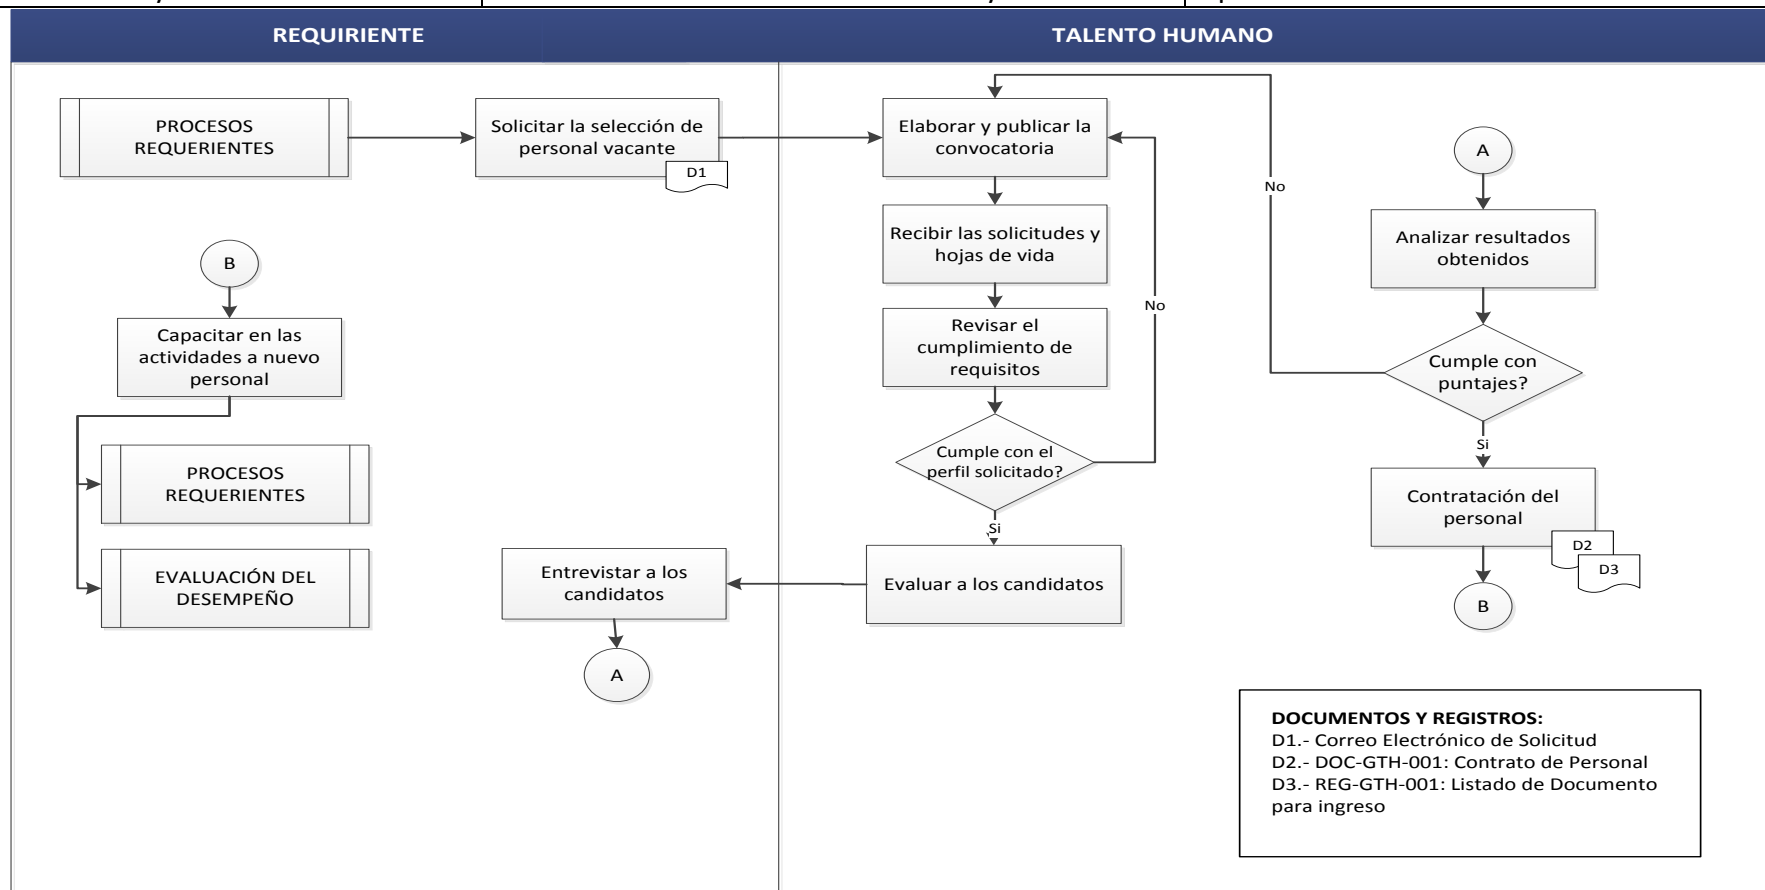 REQUIRIENTE
TALENTO HUMANO
PROCESOS
REQUERIENTES
Solicitar la selección de
personal vacante
D1
Elaborar y publicar la
convocatoria
No
A
Recibir las solicitudes y
hojas de vida
Analizar resultados
obtenidos
B
No
Capacitar en las
actividades a nuevo
personal
Revisar el
cumplimiento de
requisitos
Cumple con
puntajes?
Si
PROCESOS
REQUERIENTES
Cumple con el
perfil solicitado?
Contratación del
personal
D2
D3
Si
EVALUACIÓN DEL
DESEMPEÑO
Entrevistar a los
candidatos
Evaluar a los candidatos
B
A
DOCUMENTOS Y REGISTROS:
D1.- Correo Electrónico de Solicitud
D2.- DOC-GTH-001: Contrato de Personal
D3.- REG-GTH-001: Listado de Documento
para ingreso